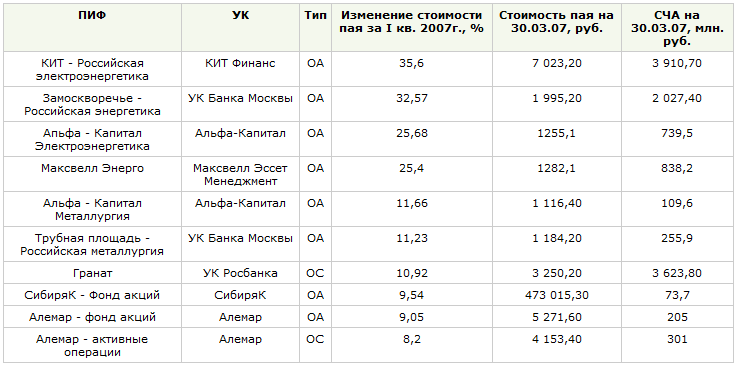 ПИФ УК Тип Изменение стоимости пая за I кв. 2007г., % Стоимость пая на 30.03.07, руб. СЧА на 30.03.07, млн. руб.
КИТ - Российская электроэнергетика КИТ Финанс ОА 35,6 7 023,20 3 910,70
Замоскворечье - Российская энергетика УК Банка Москвы ОА 32,57 1 995,20 2 027,40
Апьфа - Капитал Электроэнергетика Альфа-Капитал ОА 25,68 1255,1 739,5
Максвелл Энерго Максвелл Эссет Менеджмент ОА 25,4 1282,1 838,2
Альфа - Капитал Металлургия Альфа-Капитал ОА 11,66 1 116,40 109,6
Трубная площадь - Российская металлургия УК Банка Москвы ОА 11,23 1 184,20 255,9
Гранат УК Росбанка ОС 10,92 3 250,20 3 623,80
СибиряК - Фонд акций СибиряК ОА 9,54 473 015,30 73,7
Алемар - фонд акций Алемар ОА 9,05 5 271,60 205
Алемар - активные операции Алемар ОС 8,2 4 153,40 301